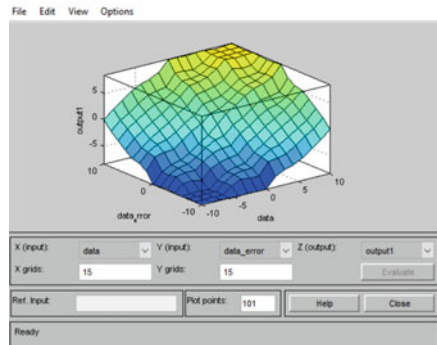 File Edit View Options
output1
5
0
-5
10
0
-10
-10
-5
0
5
10
data_error
data
X (input): data Y (input): data_error Z (output): output1
X grids: 15 Y grids: 15 Evaluate
Ref. Input: Plot points: 101 Help Close
Ready